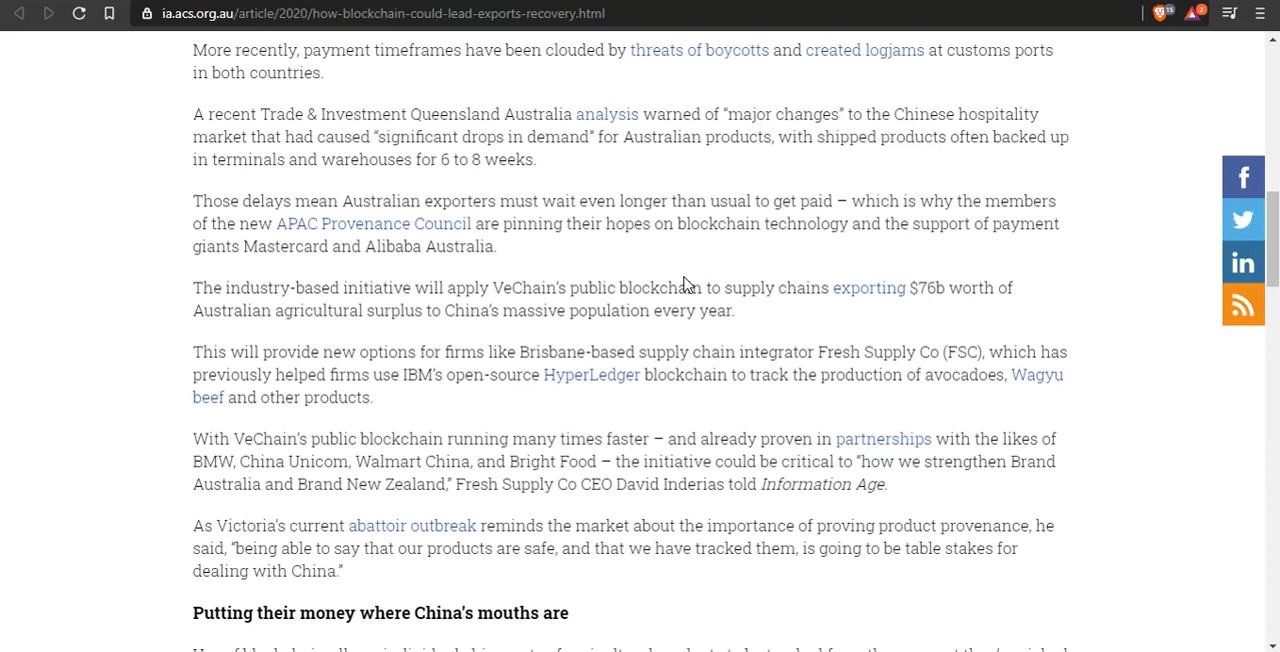 ia.acs.org.au/article/2020/how-blockchain-could-lead-exports-recovery.html
15
2
More recently, payment timeframes have been clouded by threats of boycotts and created logjams at customs ports
in both countries.
A recent Trade & Investment Queensland Australia analysis warned of “major changes” to the Chinese hospitality
market that had caused “significant drops in demand” for Australian products, with shipped products often backed up
in terminals and warehouses for 6 to 8 weeks.
Those delays mean Australian exporters must wait even longer than usual to get paid – which is why the members
of the new APAC Provenance Council are pinning their hopes on blockchain technology and the support of payment
giants Mastercard and Alibaba Australia.
The industry-based initiative will apply VeChain’s public blockchain to supply chains exporting $76b worth of
Australian agricultural surplus to China’s massive population every year.
This will provide new options for firms like Brisbane-based supply chain integrator Fresh Supply Co (FSC), which has
previously helped firms use IBM’s open-source HyperLedger blockchain to track the production of avocadoes, Wagyu
beef and other products.
With VeChain’s public blockchain running many times faster – and already proven in partnerships with the likes of
BMW, China Unicom, Walmart China, and Bright Food – the initiative could be critical to “how we strengthen Brand
Australia and Brand New Zealand,” Fresh Supply Co CEO David Inderias told Information Age.
As Victoria’s current abattoir outbreak reminds the market about the importance of proving product provenance, he
said, “being able to say that our products are safe, and that we have tracked them, is going to be table stakes for
dealing with China.”
Putting their money where China’s mouths are